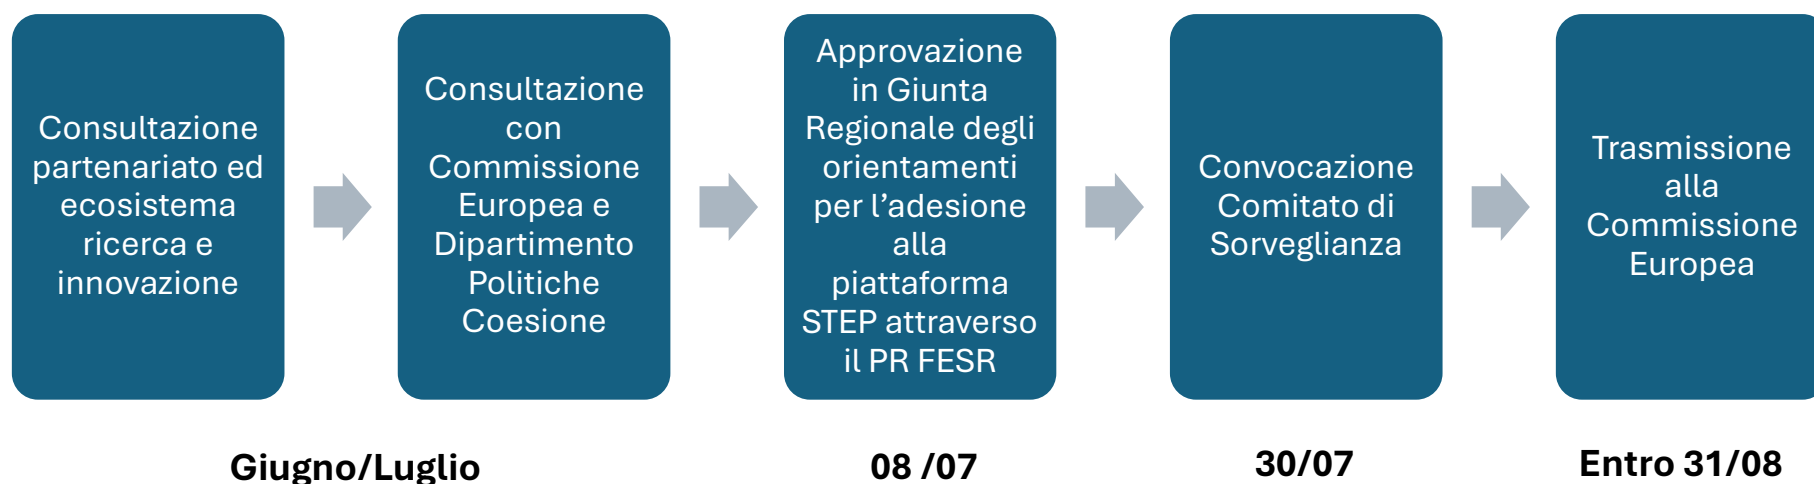 Consultazione
partenariato ed
ecosistema
ricerca e
innovazione
Consultazione
con
Commissione
Europea e
Dipartimento
Politiche
Coesione
Approvazione
in Giunta
Regionale degli
orientamenti
per l’adesione
alla
piattaforma
STEP attraverso
il PR FESR
Convocazione
Comitato di
Sorveglianza
Trasmissione
alla
Commissione
Europea
Giugno/Luglio
08 /07
30/07
Entro 31/08